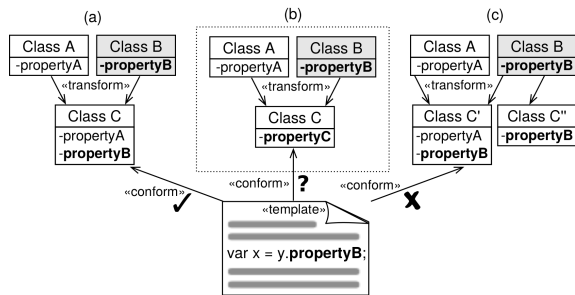 (a)
(b)
(c)
Class A
-propertyA
Class B
-propertyB
«transform»
Class C
-propertyA
-propertyB
Class A
-propertyA
Class B
-propertyB
«transform»
Class C
-propertyC
Class A
-propertyA
Class B
-propertyB
«transform»
Class C'
-propertyA
-propertyB
Class C"
-propertyB
«conform»
«conform» ?
«conform»
«template»
var x = y.propertyB;